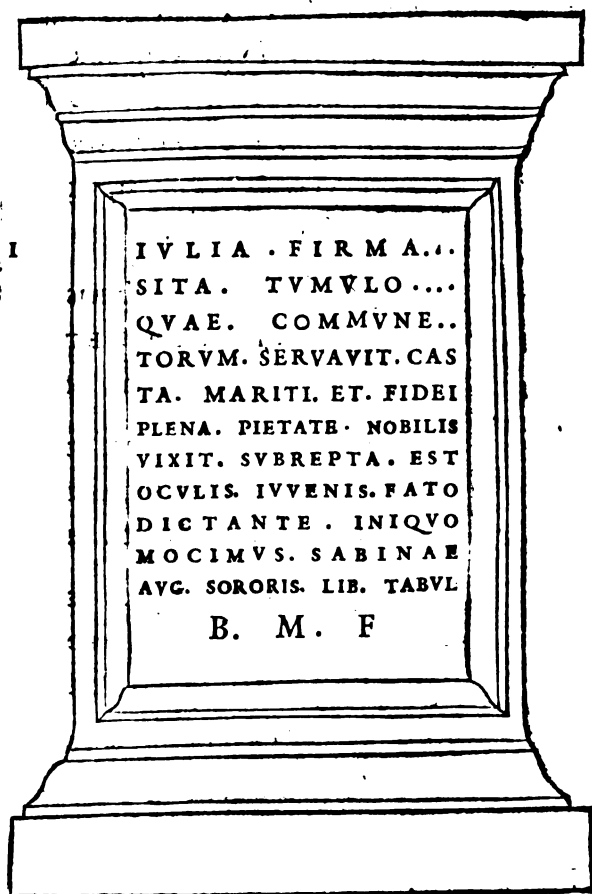 I
IVLIA . FIRMA....
SITA. TVMVLO ....
QVAE. COMMVNE..
TORVM. SERVAVIT. CAS
TA. MARITI. ET. FIDEI
PLENA. PIETATE. NOBILIS
VIXIT. SVBREPTA. EST
OCVLIS. IVVENIS. FATO
DICTANTE . INIQVO
MOCIMVS. SABINAE
AVG. SORORIS. LIB. TABVL
B. M. F